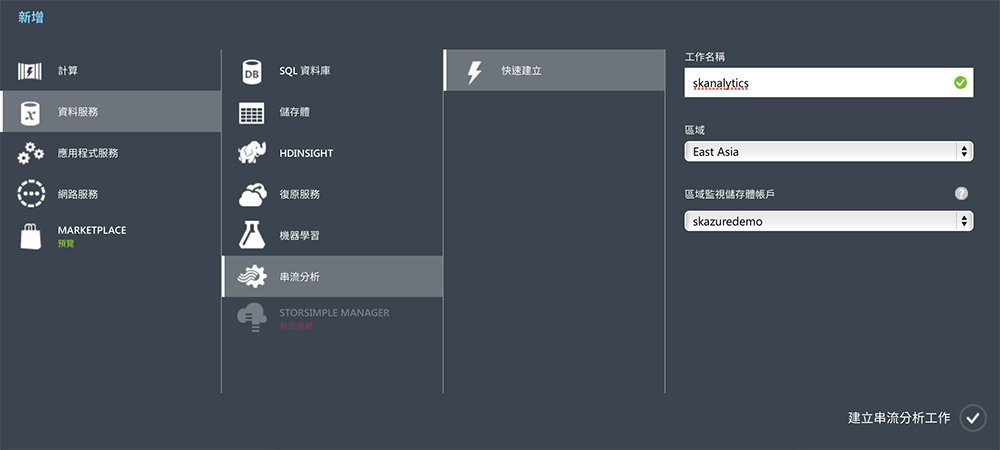 新增
計算
資料服務
應用程式服務
網路服務
MARKETPLACE
預覽
DB
SQL 資料庫
儲存體
HDINSIGHT
復原服務
機器學習
串流分析
STORSIMPLE MANAGER
無法使用
快速建立
工作名稱
skanalytics
區域
East Asia
區域監視儲存體帳戶
?
skazuredemo
建立串流分析工作